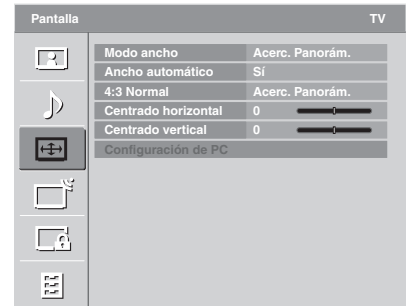 Pantalla TV
Modo ancho Acerc. Panorám.
Ancho automático Sí
4:3 Normal Acerc. Panorám.
Centrado horizontal 0
Centrado vertical 0
Configuración de PC